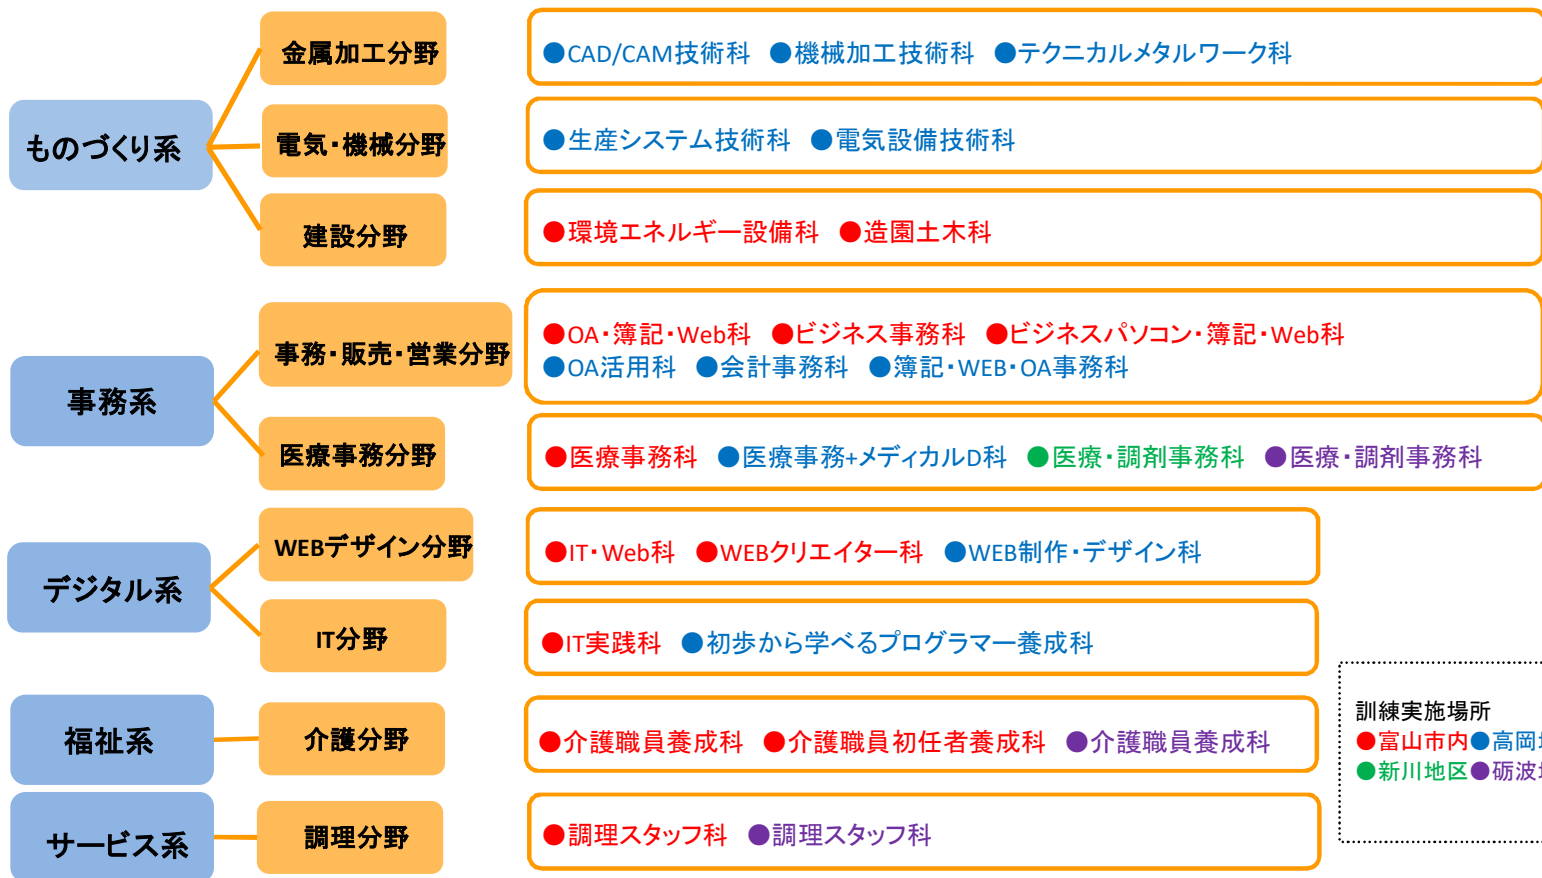 ものづくり系
金属加工分野
●CAD/CAM技術科 ●機械加工技術科 ●テクニカルメタルワーク科
電気・機械分野
●生産システム技術科 ●電気設備技術科
建設分野
●環境エネルギー設備科 ●造園土木科
事務系
事務・販売・営業分野
●OA・簿記・Web科 ●ビジネス事務科 ●ビジネスパソコン・簿記・Web科
●OA活用科 ●会計事務科 ●簿記・WEB・OA事務科
医療事務分野
●医療事務科 ●医療事務+メディカルD科 ●医療・調剤事務科 ●医療・調剤事務科
デジタル系
WEBデザイン分野
●IT・Web科 ●WEBクリエイター科 ●WEB制作・デザイン科
IT分野
●IT実践科 ●初歩から学べるプログラマー養成科
福祉系
介護分野
●介護職員養成科 ●介護職員初任者養成科 ●介護職員養成科
サービス系
調理分野
●調理スタッフ科 ●調理スタッフ科
訓練実施場所
●富山市内●高岡
●新川地区●砺波